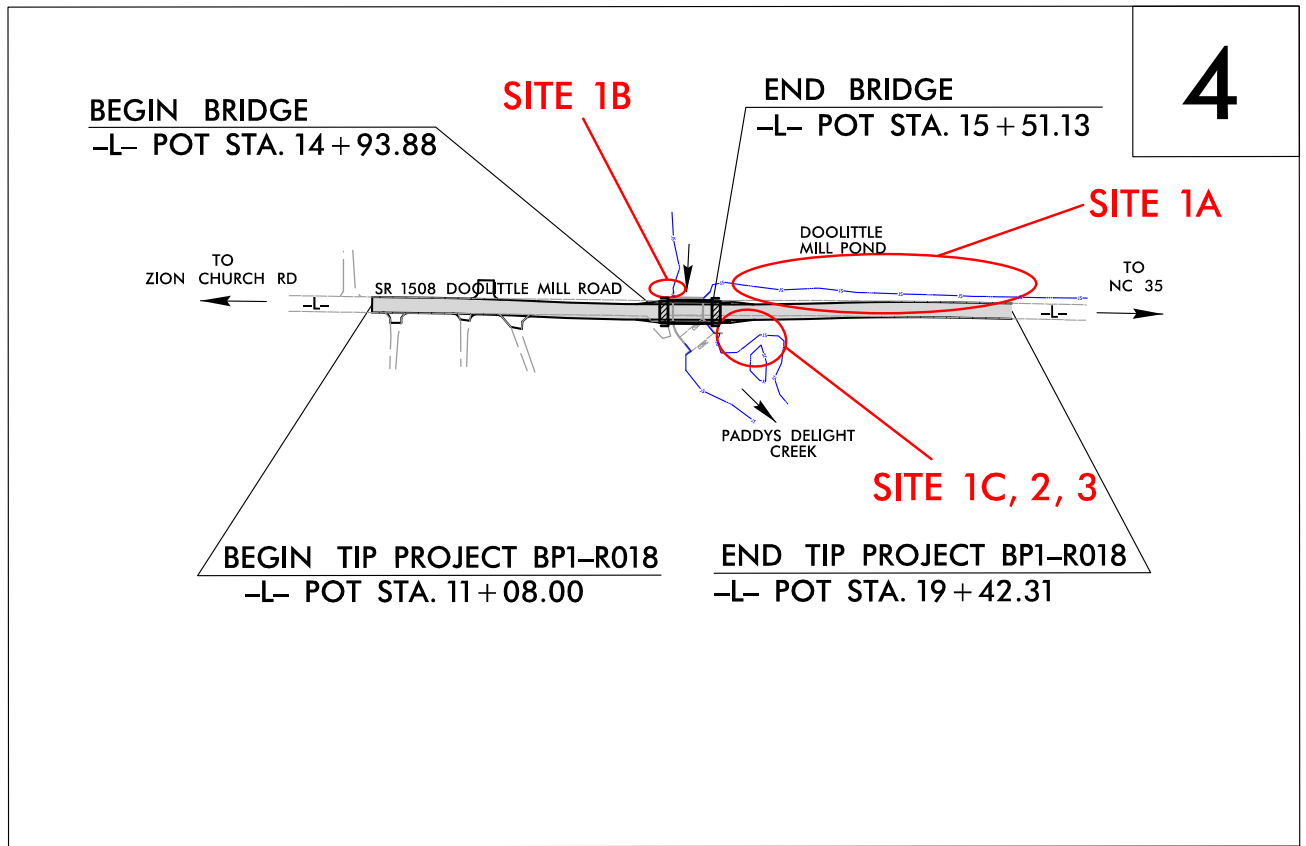 4
BEGIN BRIDGE
-L- POT STA. 14+93.88
SITE 1B
END BRIDGE
-L- POT STA. 15+51.13
SITE 1A
DOOLITTLE
MILL POND
TO
ZION CHURCH RD
-L-
SR 1508 DOOLITTLE MILL ROAD
TO
NC 35
-L-
PADDYS DELIGHT
CREEK
SITE 1C, 2, 3
BEGIN TIP PROJECT BP1-R018
-L- POT STA. 11+08.00
END TIP PROJECT BP1-R018
-L- POT STA. 19+42.31